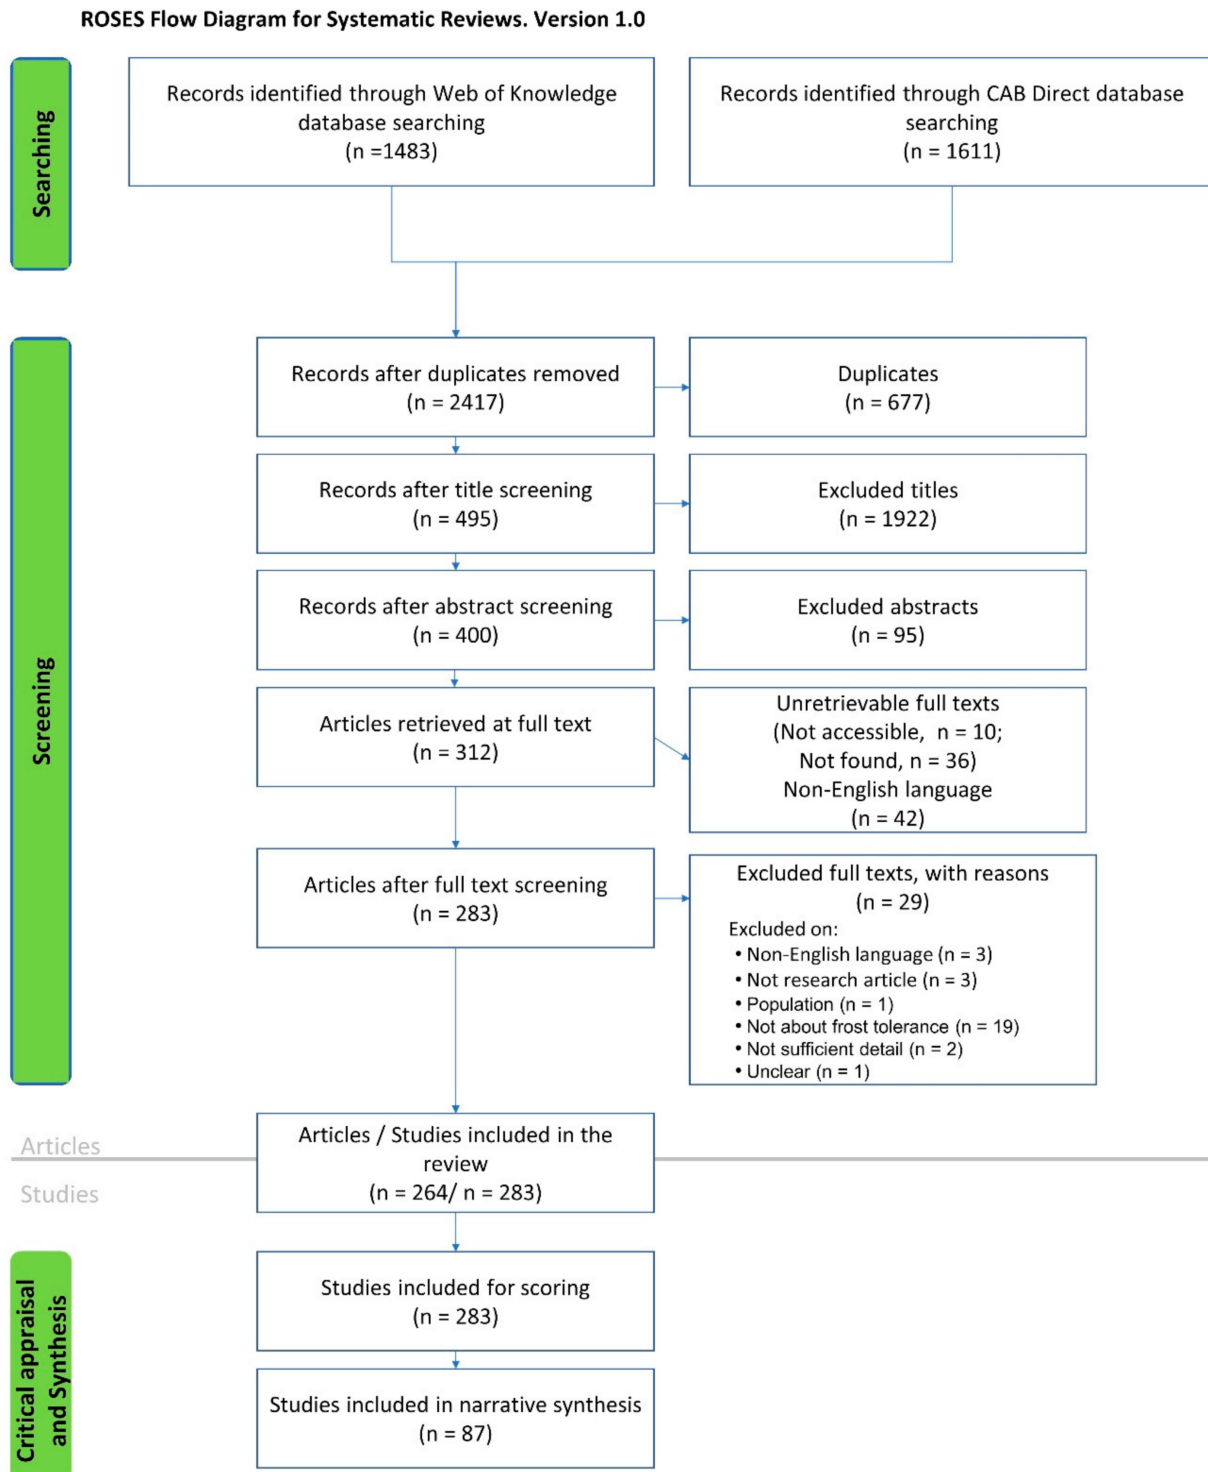 ROSES Flow Diagram for Systematic Reviews. Version 1.0
Searching
Records identified through Web of Knowledge
database searching
(n =1483)
Records identified through CAB Direct database
searching
(n = 1611)
Screening
Records after duplicates removed
(n = 2417)
Duplicates
(n = 677)
Records after title screening
(n = 495)
Excluded titles
(n = 1922)
Records after abstract screening
(n = 400)
Excluded abstracts
(n = 95)
Articles retrieved at full text
(n = 312)
Unretrievable full texts
(Not accessible,  n = 10;
Not found, n = 36)
Non-English language
(n = 42)
Articles after full text screening
(n = 283)
Excluded full texts, with reasons
(n = 29)
Excluded on:
• Non-English language (n = 3)
• Not research article (n = 3)
• Population (n = 1)
• Not about frost tolerance (n = 19)
• Not sufficient detail (n = 2)
• Unclear (n = 1)
Articles
Studies
Articles / Studies included in the
review
(n = 264/ n = 283)
Critical appraisal
and Synthesis
Studies included for scoring
(n = 283)
Studies included in narrative synthesis
(n = 87)